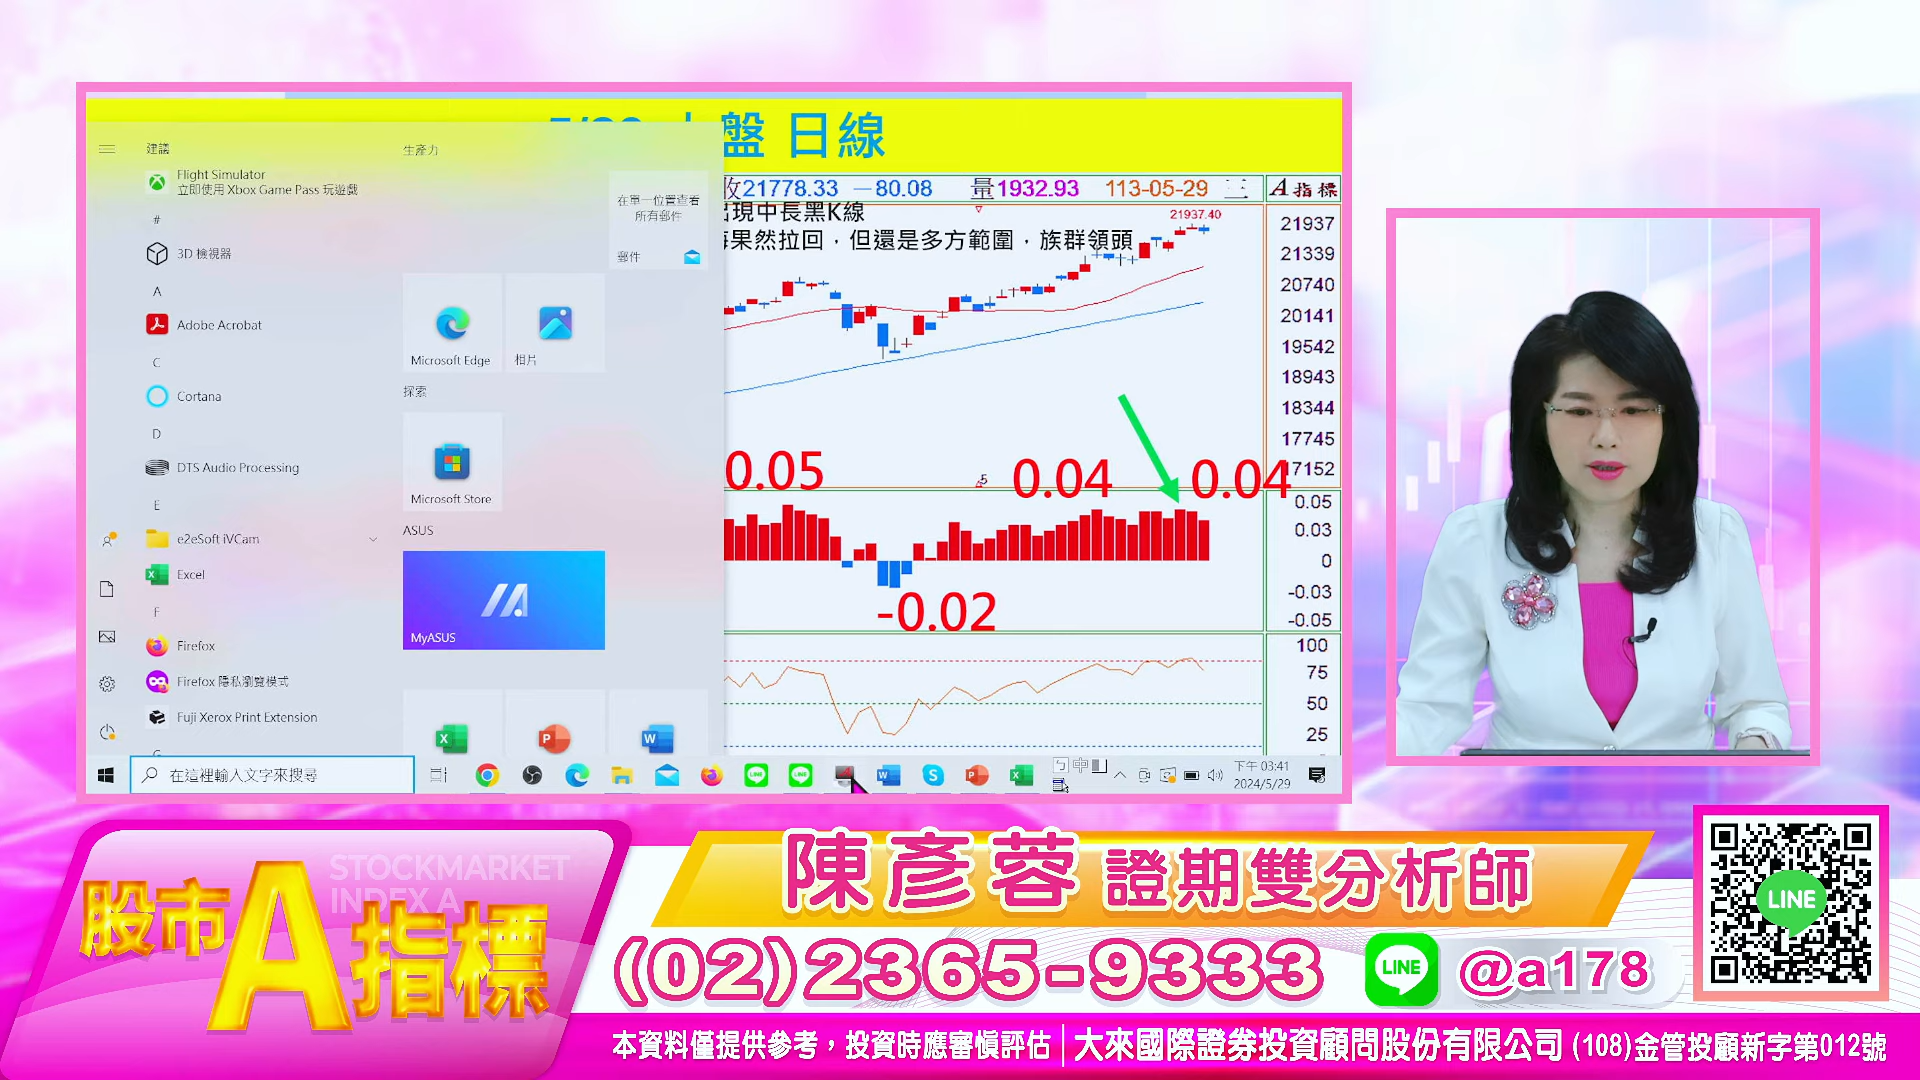 盤 日線
建議
生產力
Flight Simulator
立即使用 Xbox Game Pass 玩遊戲
在單一位置查看
所有郵件
郵件
#
3D 檢視器
A
Adobe Acrobat
C
Cortana
D
DTS Audio Processing
E
e2eSoft iVCam
Excel
F
Firefox
Firefox 隱私瀏覽模式
Fuji Xerox Print Extension
Microsoft Edge
相片
探索
Microsoft Store
ASUS
MyASUS
收21778.33 －80.08 量1932.93 113-05-29 三 A指標
現中長黑K線
果然拉回，但還是多方範圍，族群領頭
21937.40
21937
21339
20740
20141
19542
18943
18344
17745
17152
0.05
0.04
0.04
-0.02
0.05
0.03
0
-0.03
-0.05
100
75
50
25
在這裡輸入文字來搜尋
中
下午 03:41
2024/5/29
STOCKMARKET
INDEX A
股市A指標
陳彥蓉 證期雙分析師
(02)2365-9333
LINE
@a178
LINE
本資料僅提供參考，投資時應審慎評估
大來國際證券投資顧問股份有限公司 (108)金管投顧新字第012號